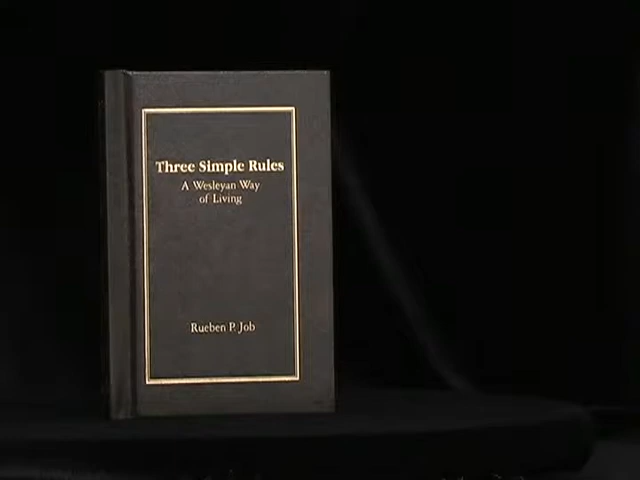 Three Simple Rules
A Wesleyan Way
of Living
Rueben P. Job